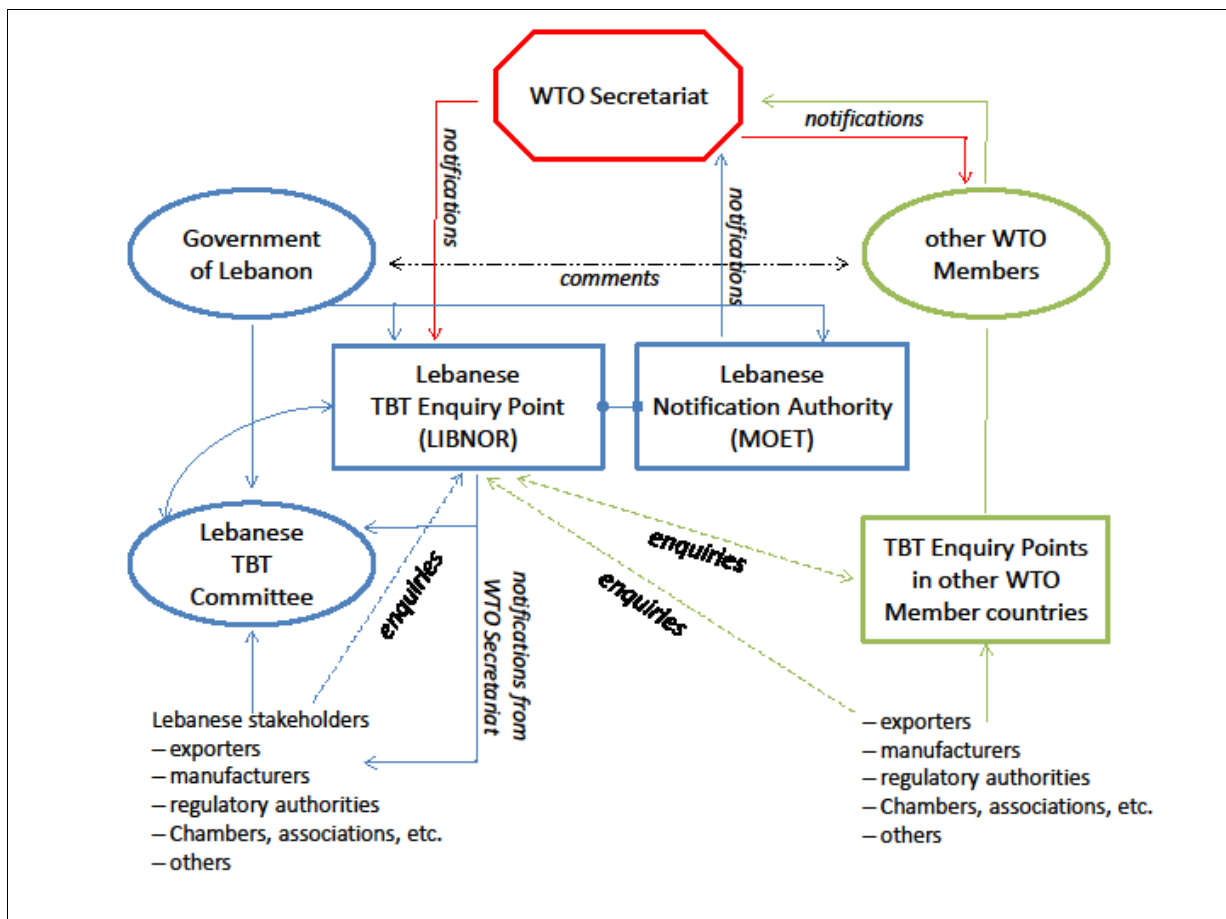 WTO Secretariat
notifications
notifications
notifications
Government
of Lebanon
other WTO
Members
comments
Lebanese
TBT Enquiry Point
(LIBNOR)
Lebanese
Notification Authority
(MOET)
Lebanese
TBT
Committee
enquiries
notifications from
WTO Secretariat
enquiries
enquiries
TBT Enquiry Points
in other WTO
Member countries
Lebanese stakeholders
– exporters
– manufacturers
– regulatory authorities
– Chambers, associations, etc.
– others
– exporters
– manufacturers
– regulatory authorities
– Chambers, associations, etc.
– others